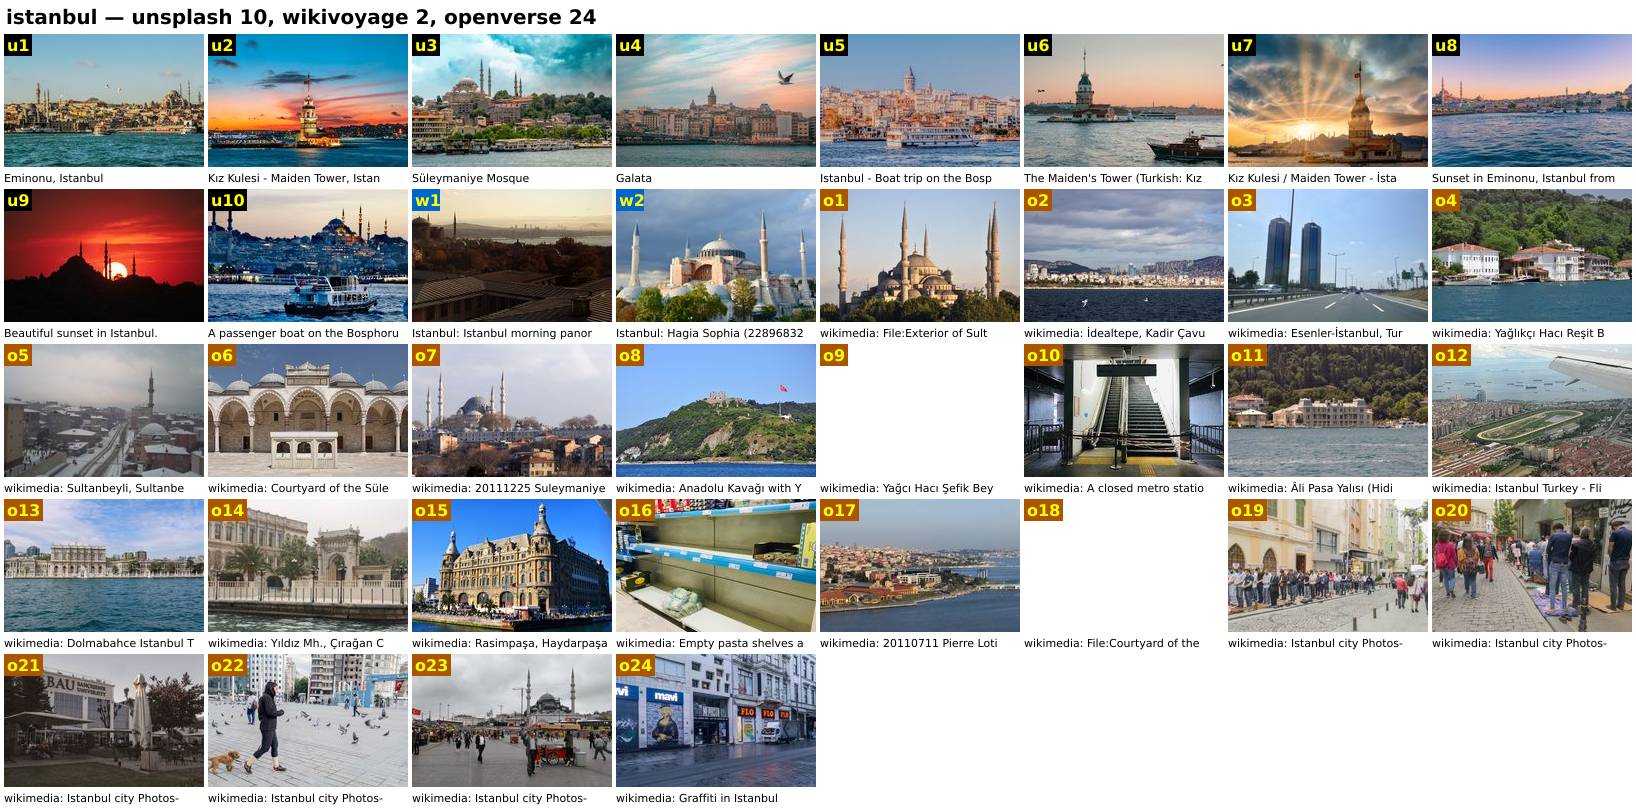 istanbul — unsplash 10, wikivoyage 2, openverse 24
u1
u2
u3
u4
u5
u6
u7
u8
Eminonu, Istanbul
Kız Kulesi - Maiden Tower, Istan
Süleymaniye Mosque
Galata
Istanbul - Boat trip on the Bosp
The Maiden's Tower (Turkish: Kız
Kız Kulesi / Maiden Tower - İsta
Sunset in Eminonu, Istanbul from
u9
u10
w1
w2
o1
o2
o3
o4
Beautiful sunset in Istanbul.
A passenger boat on the Bosphoru
Istanbul: Istanbul morning panor
Istanbul: Hagia Sophia (22896832
wikimedia: File:Exterior of Sult
wikimedia: İdealtepe, Kadir Çavu
wikimedia: Esenler-İstanbul, Tur
wikimedia: Yağlıkçı Hacı Reşit B
o5
o6
o7
o8
o9
o10
o11
o12
wikimedia: Sultanbeyli, Sultanbe
wikimedia: Courtyard of the Süle
wikimedia: 20111225 Suleymaniye
wikimedia: Anadolu Kavağı with Y
wikimedia: Yağcı Hacı Şefik Bey
wikimedia: A closed metro statio
wikimedia: Âli Pasa Yalısı (Hidi
wikimedia: Istanbul Turkey - Fli
o13
o14
o15
o16
o17
o18
o19
o20
wikimedia: Dolmabahce Istanbul T
wikimedia: Yıldız Mh., Çırağan C
wikimedia: Rasimpaşa, Haydarpaşa
wikimedia: Empty pasta shelves a
wikimedia: 20110711 Pierre Loti
wikimedia: File:Courtyard of the
wikimedia: Istanbul city Photos-
wikimedia: Istanbul city Photos-
o21
BAU
UNIVERSITY
o22
o23
o24
mavi
mavi
FLO
FLO
wikimedia: Istanbul city Photos-
wikimedia: Istanbul city Photos-
wikimedia: Istanbul city Photos-
wikimedia: Graffiti in Istanbul